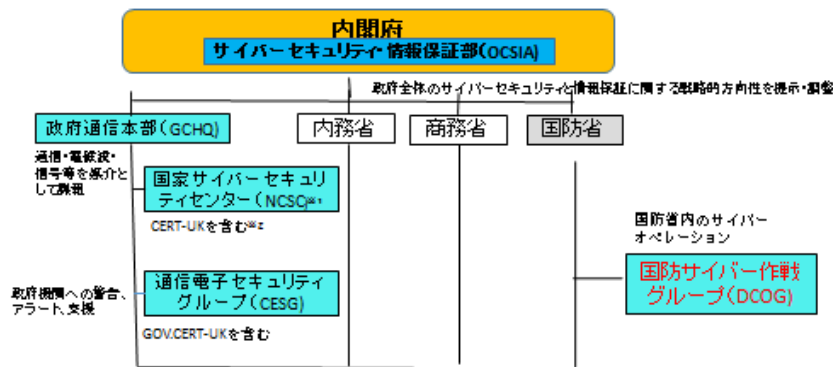 内閣府
サイバーセキュリティ・情報保証部(OCSIA)
政府全体のサイバーセキュリティと情報保証に関する戦略的方向性を提示・調整
政府通信本部(GCHQ)
内務省
商務省
国防省
通信・電磁波・
信号等を媒介と
して諜報
国家サイバーセキュリ
ティセンター(NCSC)※1
CERT-UKを含む※2
国防省内のサイバー
オペレーション
国防サイバー作戦
グループ(DCOG)
政府機関への警告、
アラート、支援
通信電子セキュリティ
グループ(CESG)
GOV.CERT-UKを含む